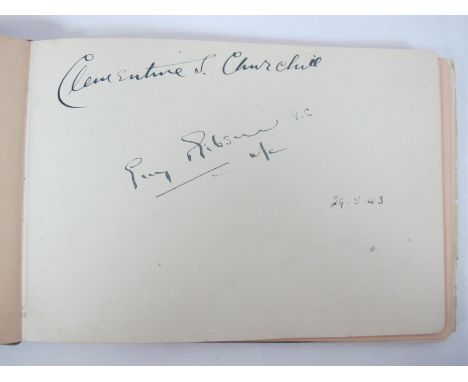 Clementine S. Churchill
Guy Gibson V.C
w/c
29-5-43